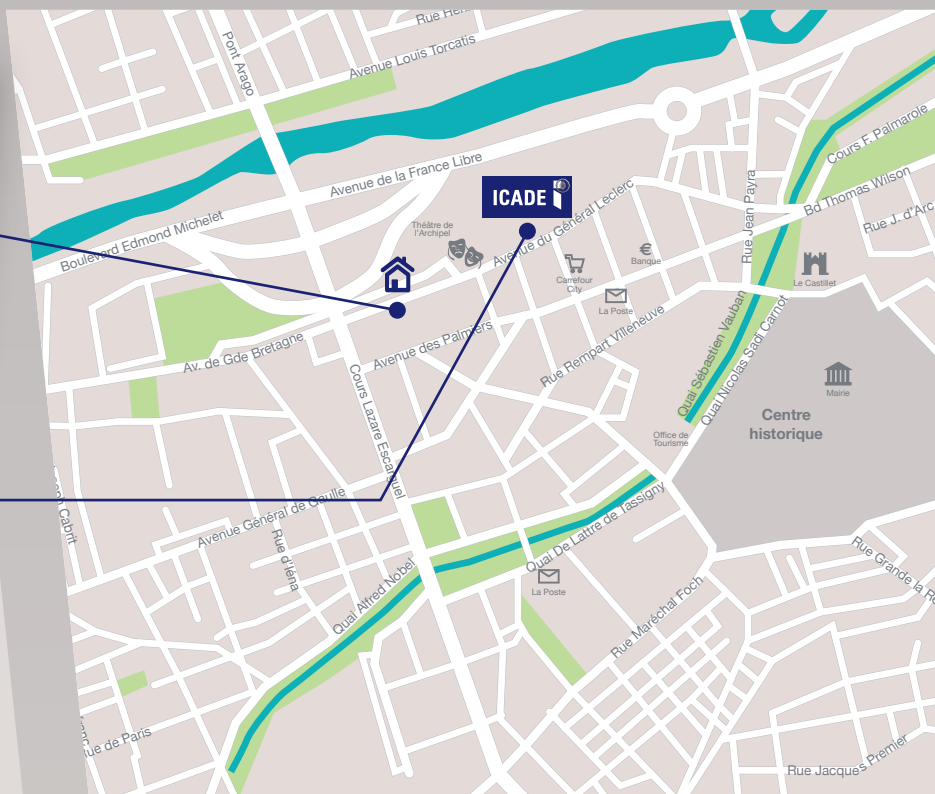 Rue Her
Pont Arago
Avenue Louis Torcatis
Cours F. Palmarole
Avenue de la France Libre
ICADE
Bd Thomas Wilson
Rue J. d'Arc
Rue Jean Payra
Boulevard Edmond Michelet
Théâtre de
l'Archipel
Avenue du Général Leclerc
Banque
Carrefour
City
La Poste
Le Castillet
Av. de Gde Bretagne
Avenue des Palmiers
Rue Rempart Villeneuve
Quai Sébastien Vauban
Quai Nicolas Sadi Carnot
Mairie
Cours Lazare Escarguel
Centre
historique
Office de
Tourisme
Cabrit
Avenue Général de Gaulle
Rue d'Iéna
Quai De Lattre de Tassigny
Quai Alfred Nobel
La Poste
Rue Maréchal Foch
Rue Grande la Ré
ue de Paris
Rue Jacques Premier